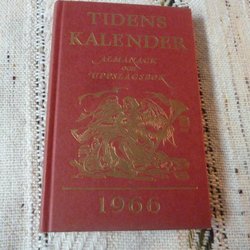 TIDENS
KALENDER
ALMANACK
OCH
UPPSLAGSBOK
1966